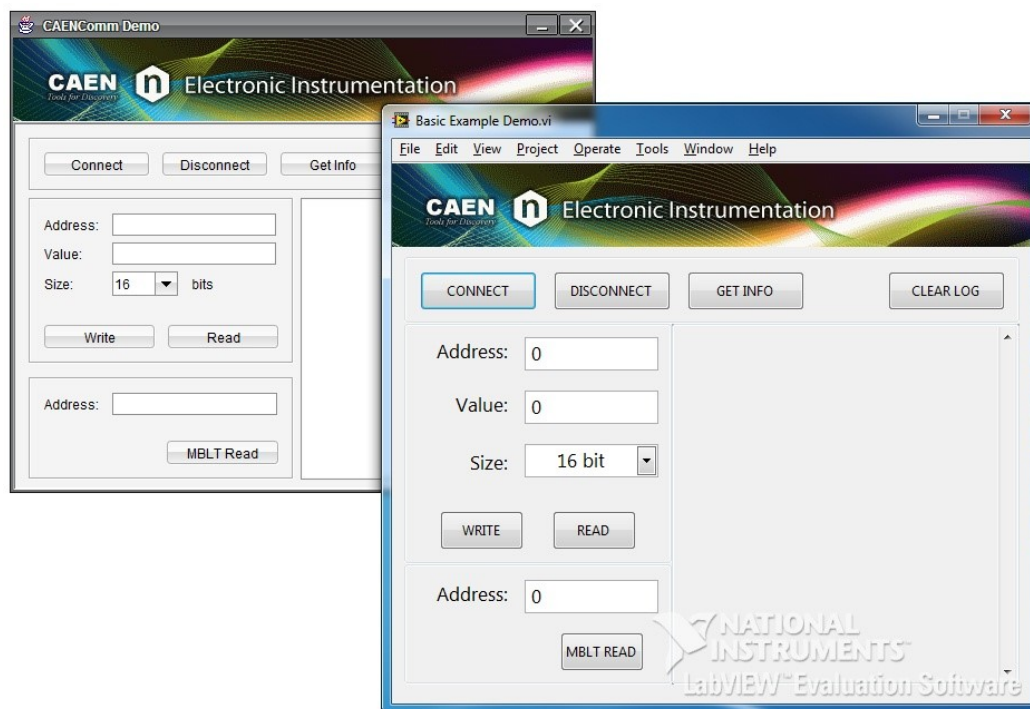 CAENComm Demo
CAEN n Electronic Instrumentation
Tools for Discovery
Connect Disconnect Get Info
Address:
Value:
Size: 16 bits
Write Read
Address:
MBLT Read
Basic Example Demo.vi
File Edit View Project Operate Tools Window Help
CAEN n Electronic Instrumentation
Tools for Discovery
CONNECT DISCONNECT GET INFO CLEAR LOG
Address: 0
Value: 0
Size: 16 bit
WRITE READ
Address: 0
MBLT READ
NATIONAL
INSTRUMENTS™
LabVIEW™ Evaluation Software